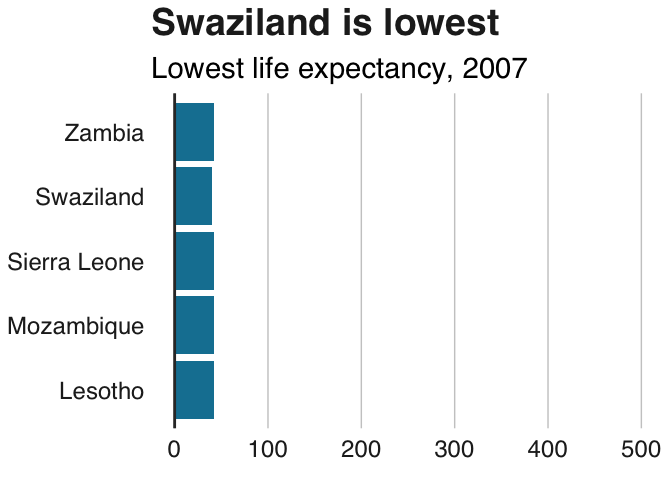 Swaziland is lowest
Lowest life expectancy, 2007
Zambia
Swaziland
Sierra Leone
Mozambique
Lesotho
0 100 200 300 400 500